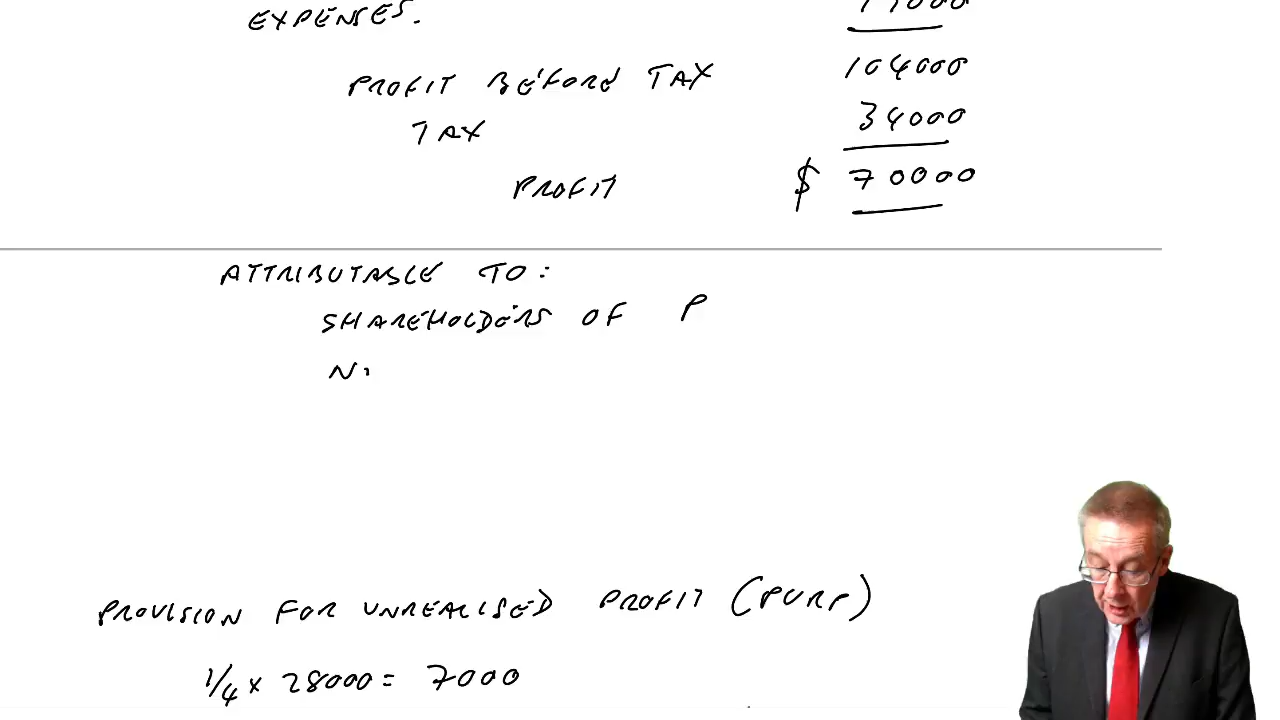 EXPENSES.
PROFIT BEFORE TAX 104000
TAX 34000
PROFIT $ 70000
ATTRIBUTABLE TO:
SHAREHOLDERS OF P
N
PROVISION FOR UNREALISED PROFIT (PURP)
1/4 × 28000 = 7000